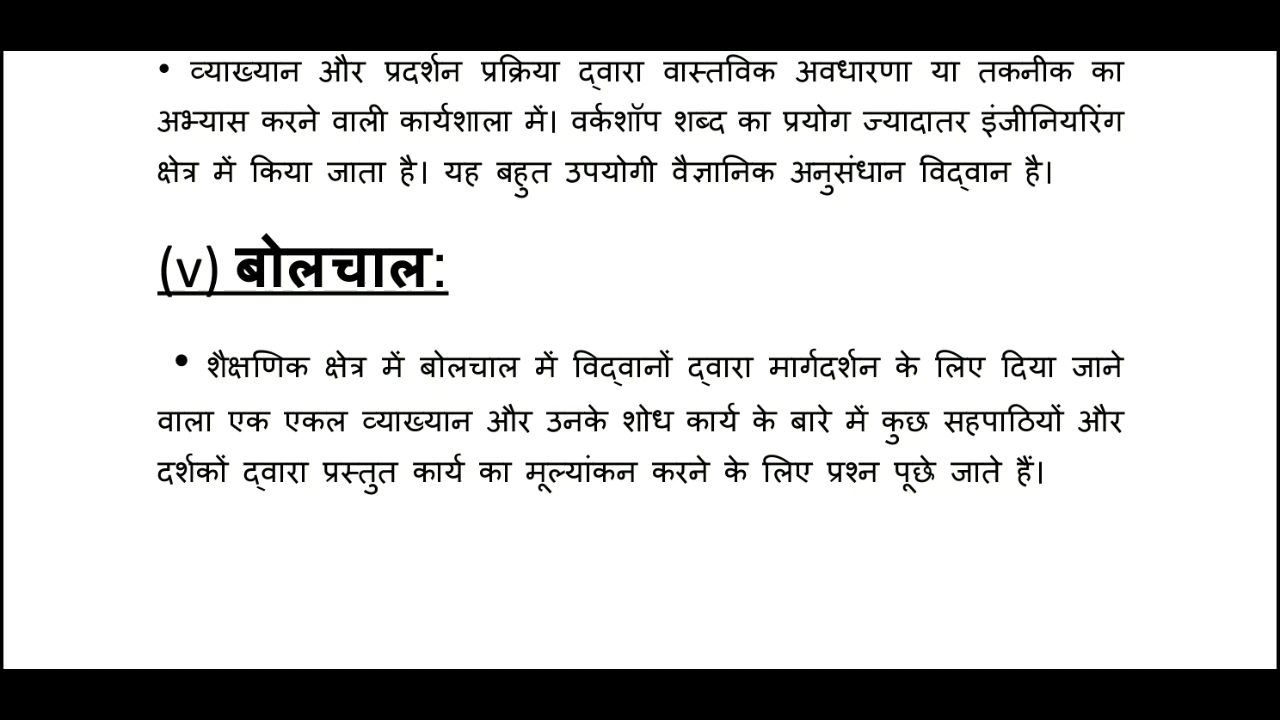 • व्याख्यान और प्रदर्शन प्रक्रिया द्वारा वास्तविक अवधारणा या तकनीक का
अभ्यास करने वाली कार्यशाला में। वर्कशॉप शब्द का प्रयोग ज्यादातर इंजीनियरिंग
क्षेत्र में किया जाता है। यह बहुत उपयोगी वैज्ञानिक अनुसंधान विद्वान है।
(v) बोलचाल:
• शैक्षणिक क्षेत्र में बोलचाल में विद्वानों द्वारा मार्गदर्शन के लिए दिया जाने
वाला एक एकल व्याख्यान और उनके शोध कार्य के बारे में कुछ सहपाठियों और
दर्शकों द्वारा प्रस्तुत कार्य का मूल्यांकन करने के लिए प्रश्न पूछे जाते हैं।